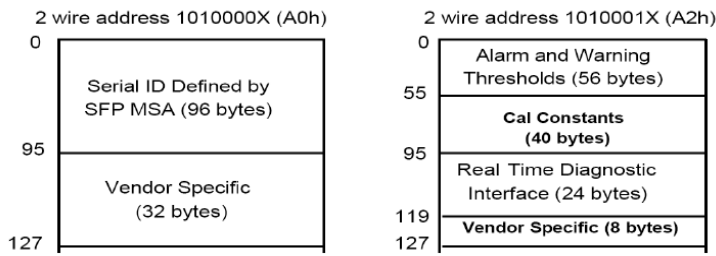 2 wire address 1010000X (A0h)
0
Serial ID Defined by
SFP MSA (96 bytes)
95
Vendor Specific
(32 bytes)
127
2 wire address 1010001X (A2h)
0
Alarm and Warning
Thresholds (56 bytes)
55
Cal Constants
(40 bytes)
95
Real Time Diagnostic
Interface (24 bytes)
119
Vendor Specific (8 bytes)
127